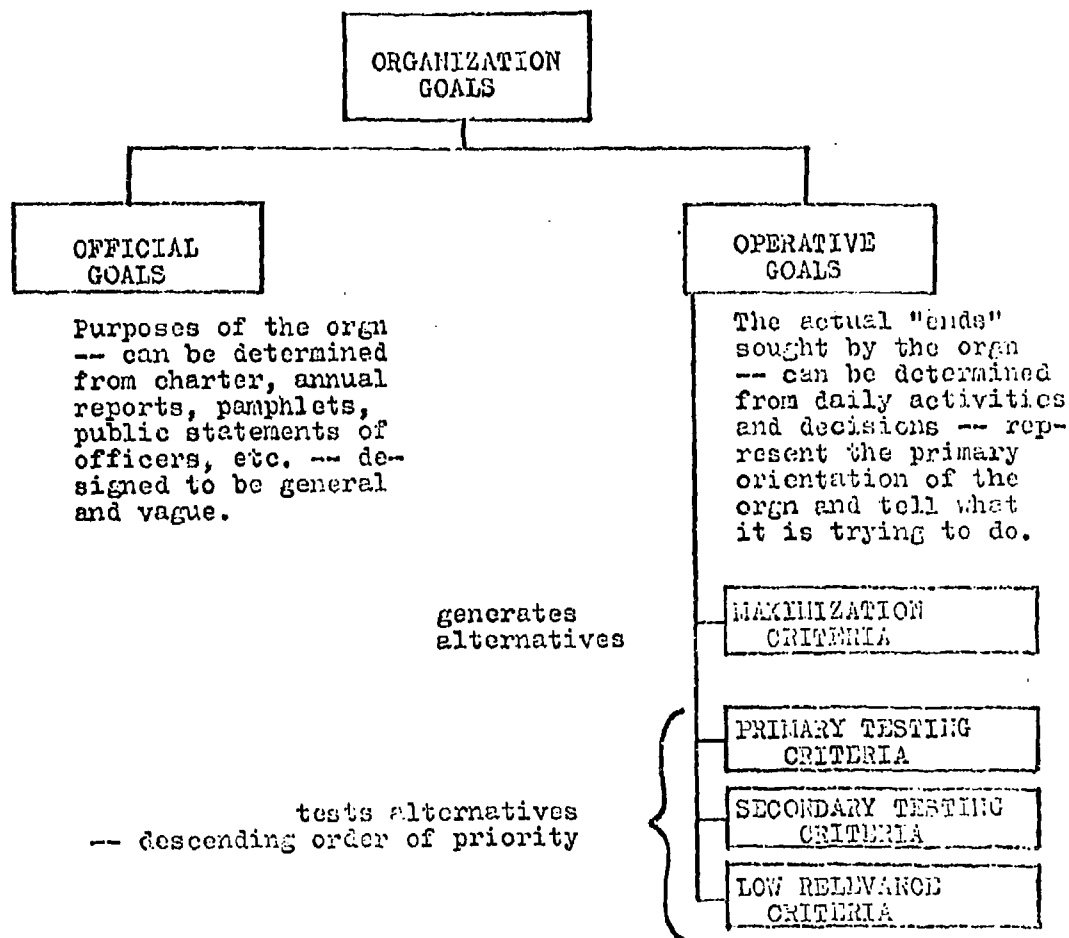 ORGANIZATION
GOALS
OFFICIAL
GOALS
Purposes of the orgn
-- can be determined
from charter, annual
reports, pamphlets,
public statements of
officers, etc. -- de-
signed to be general
and vague.
OPERATIVE
GOALS
The actual "ends"
sought by the orgn
-- can be determined
from daily activities
and decisions -- rep-
resent the primary
orientation of the
orgn and tell what
it is trying to do.
generates
alternatives
MAXIMIZATION
CRITERIA
tests alternatives
-- descending order of priority
PRIMARY TESTING
CRITERIA
SECONDARY TESTING
CRITERIA
LOW RELEVANCE
CRITERIA